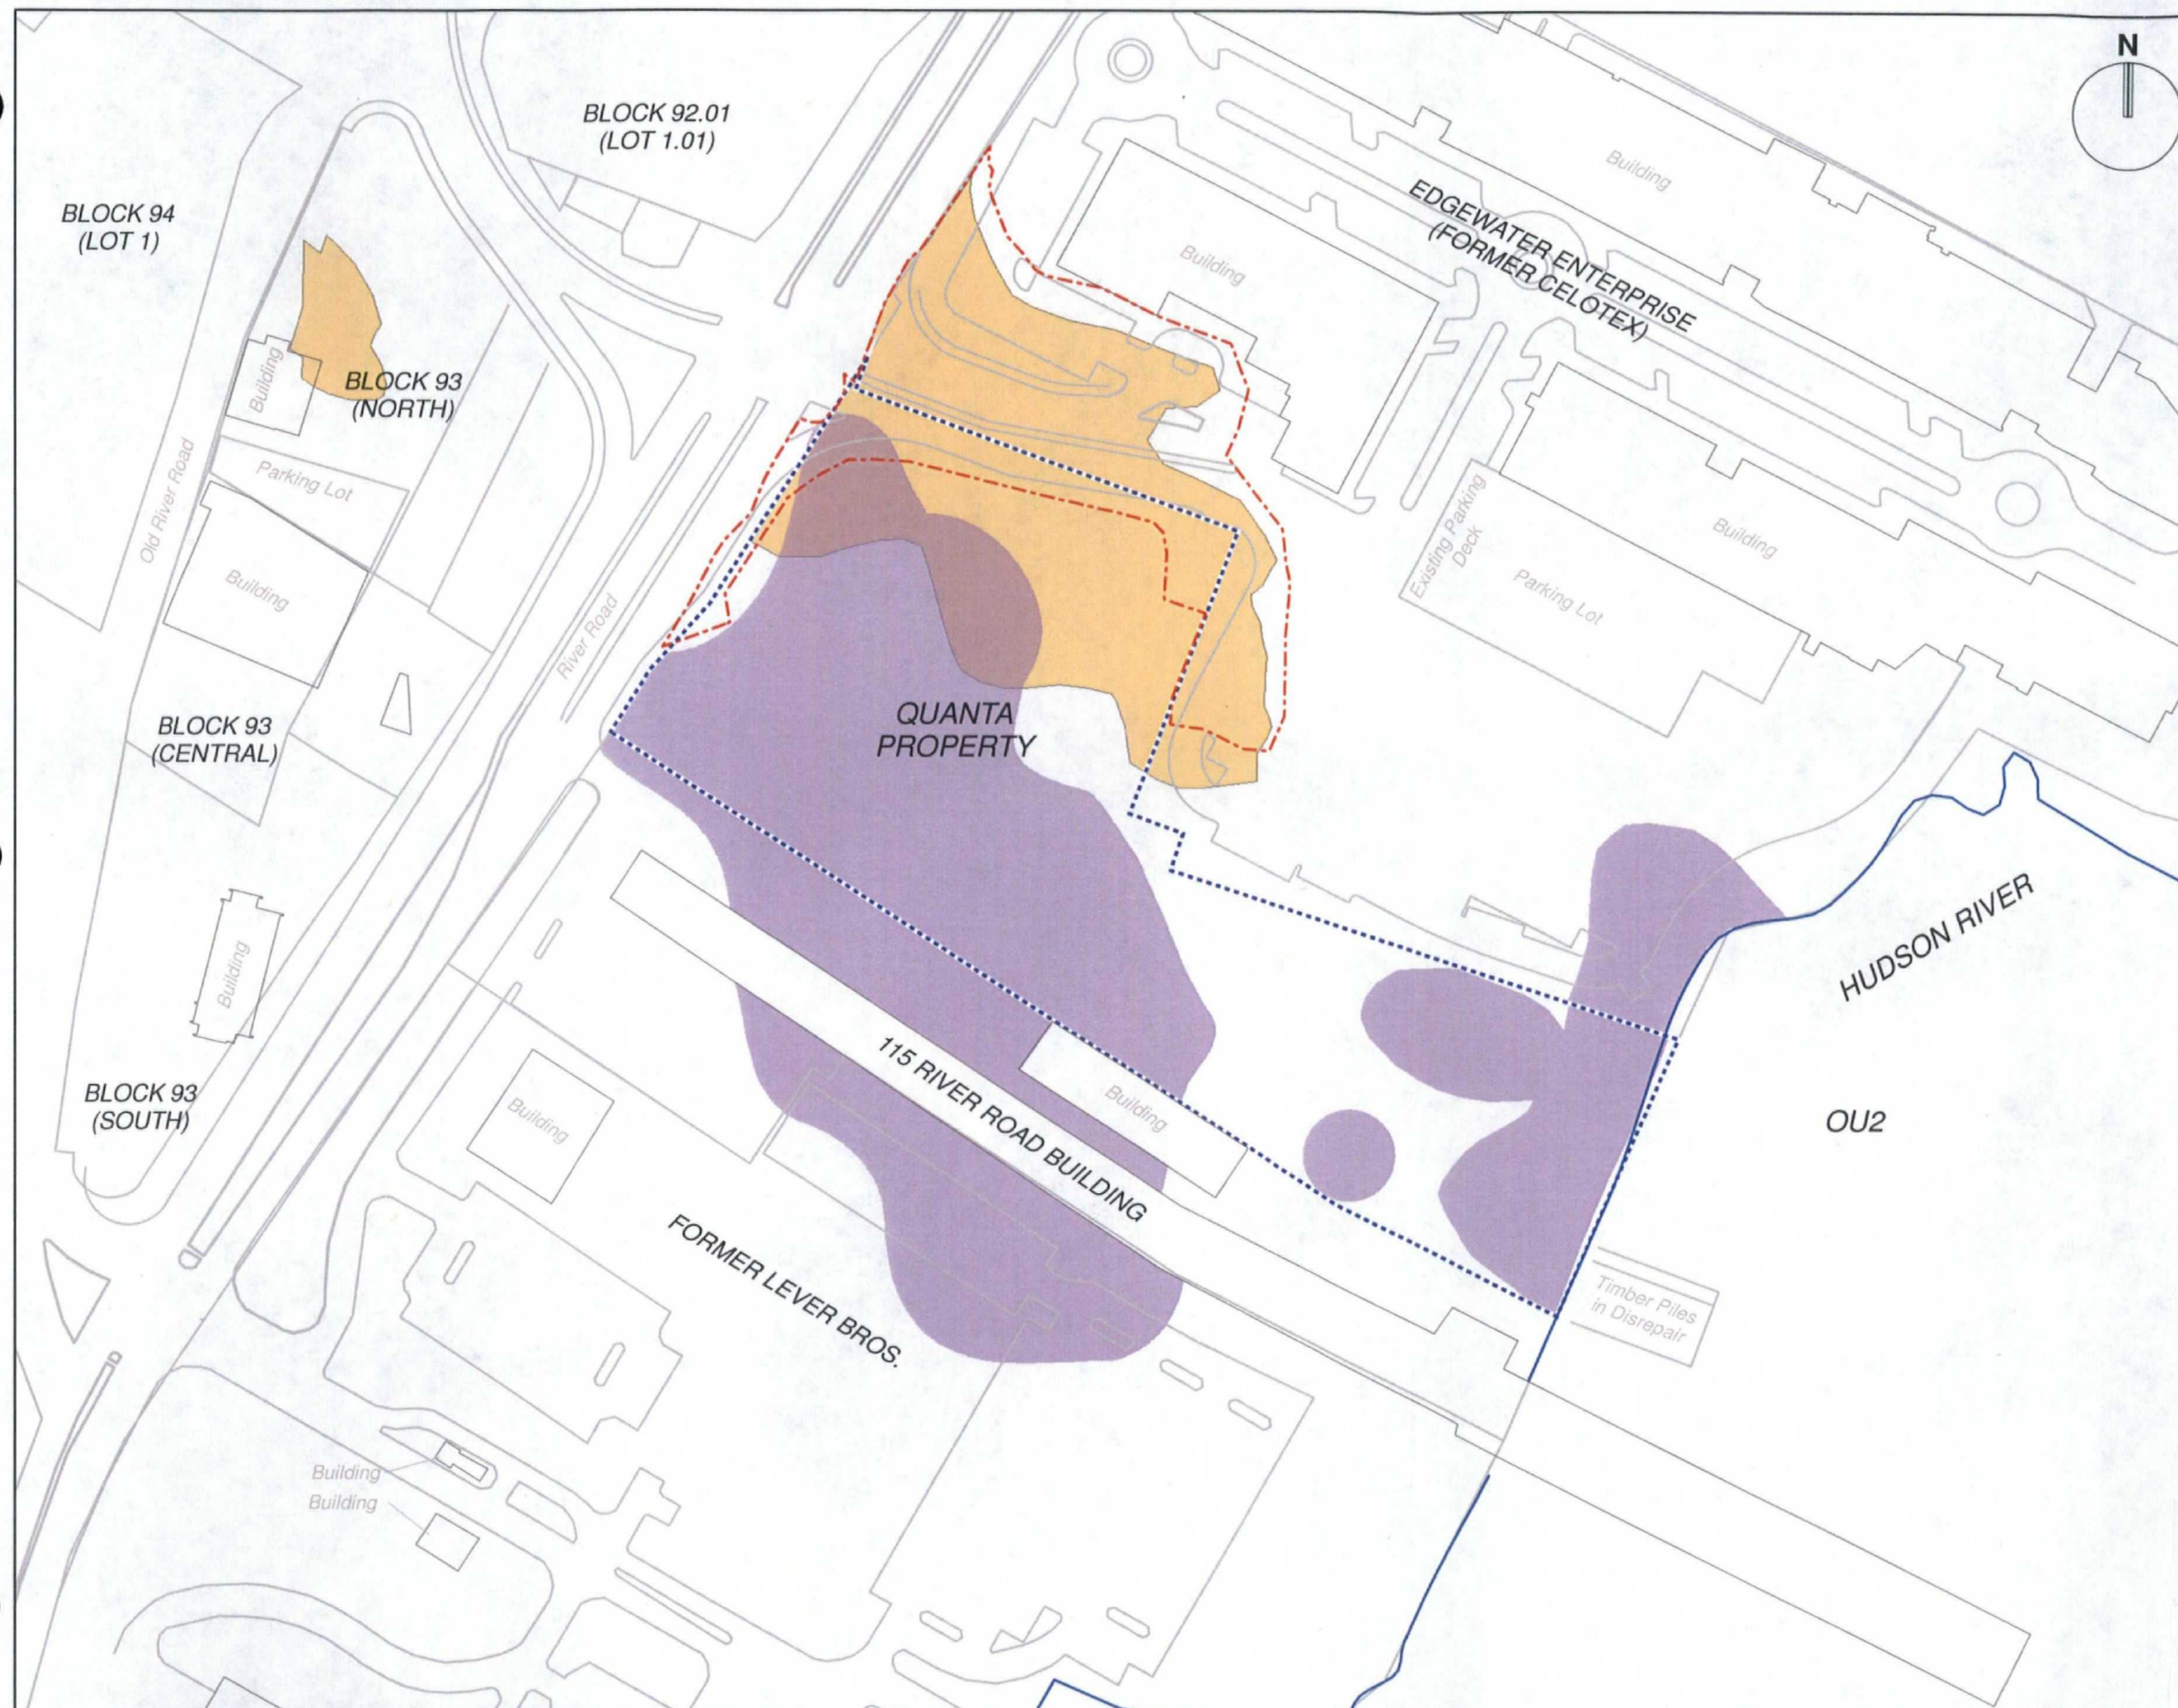 N
BLOCK 92.01
(LOT 1.01)
BLOCK 94
(LOT 1)
Building
EDGEWATER ENTERPRISE
(FORMER CELOTEX)
Building
Building
BLOCK 93
(NORTH)
Old River Road
Parking Lot
Existing Parking
Deck
Building
Parking Lot
Building
River Road
QUANTA
PROPERTY
BLOCK 93
(CENTRAL)
HUDSON RIVER
Building
BLOCK 93
(SOUTH)
115 RIVER ROAD BUILDING
Building
Building
OU2
FORMER LEVER BROS.
Timber Piles
in Disrepair
Building
Building